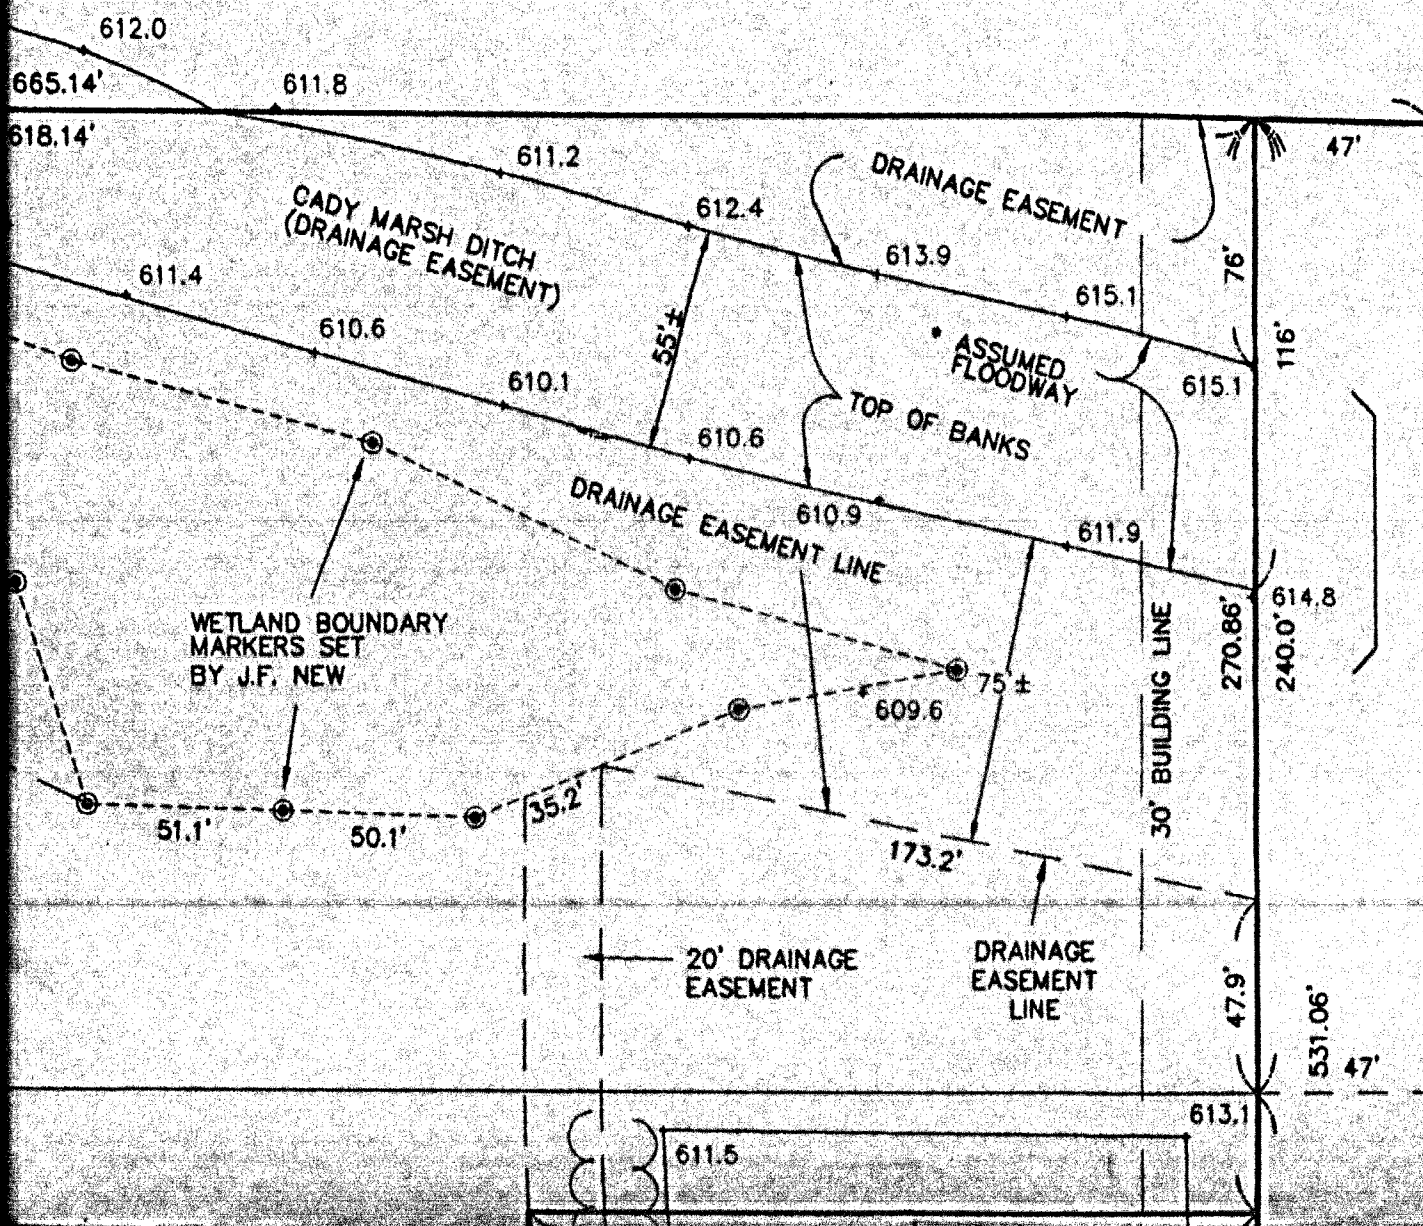 612.0
665.14'
611.8
618.14'
47'
611.2
DRAINAGE EASEMENT
CADY MARSH DITCH
(DRAINAGE EASEMENT)
612.4
613.9
76'
611.4
615.1
610.6
55'±
ASSUMED
FLOODWAY
116'
615.1
610.1
TOP OF BANKS
610.6
DRAINAGE EASEMENT LINE
610.9
611.9
614.8
WETLAND BOUNDARY
MARKERS SET
BY J.F. NEW
270.86'
240.0'
75'±
609.6
30' BUILDING LINE
35.2'
51.1'
50.1'
173.2'
20' DRAINAGE
EASEMENT
DRAINAGE
EASEMENT
LINE
47.9'
531.06'
47'
613.1
611.5